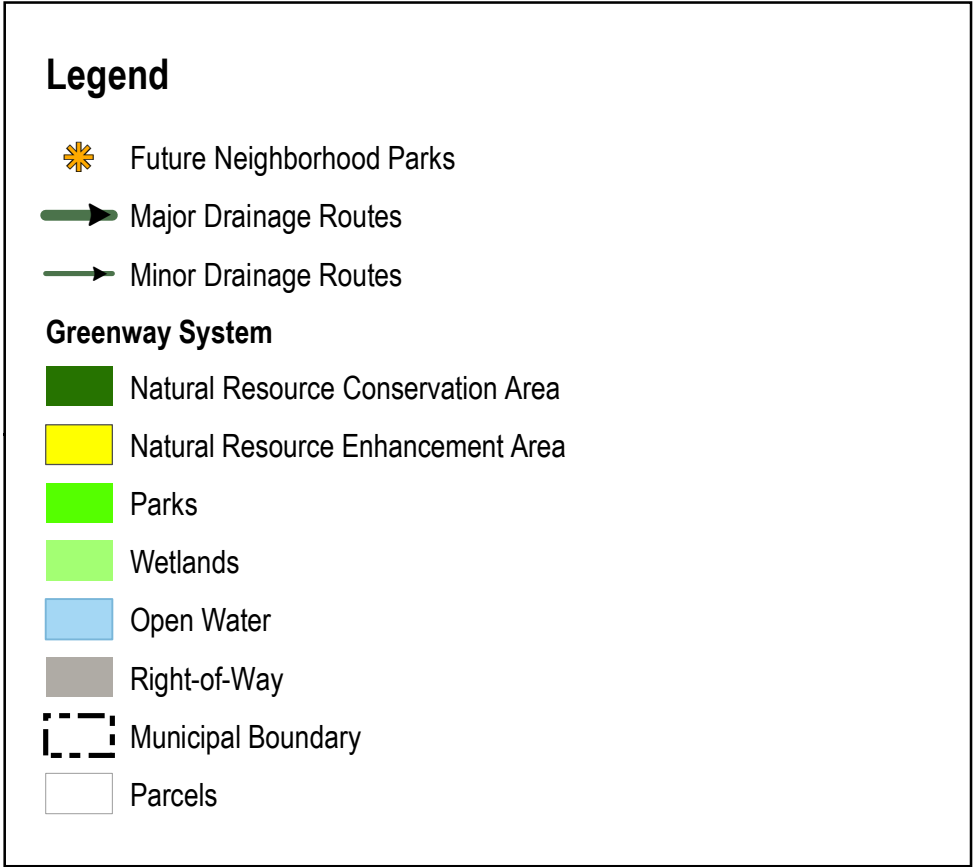 Legend
Future Neighborhood Parks
Major Drainage Routes
Minor Drainage Routes
Greenway System
Natural Resource Conservation Area
Natural Resource Enhancement Area
Parks
Wetlands
Open Water
Right-of-Way
Municipal Boundary
Parcels